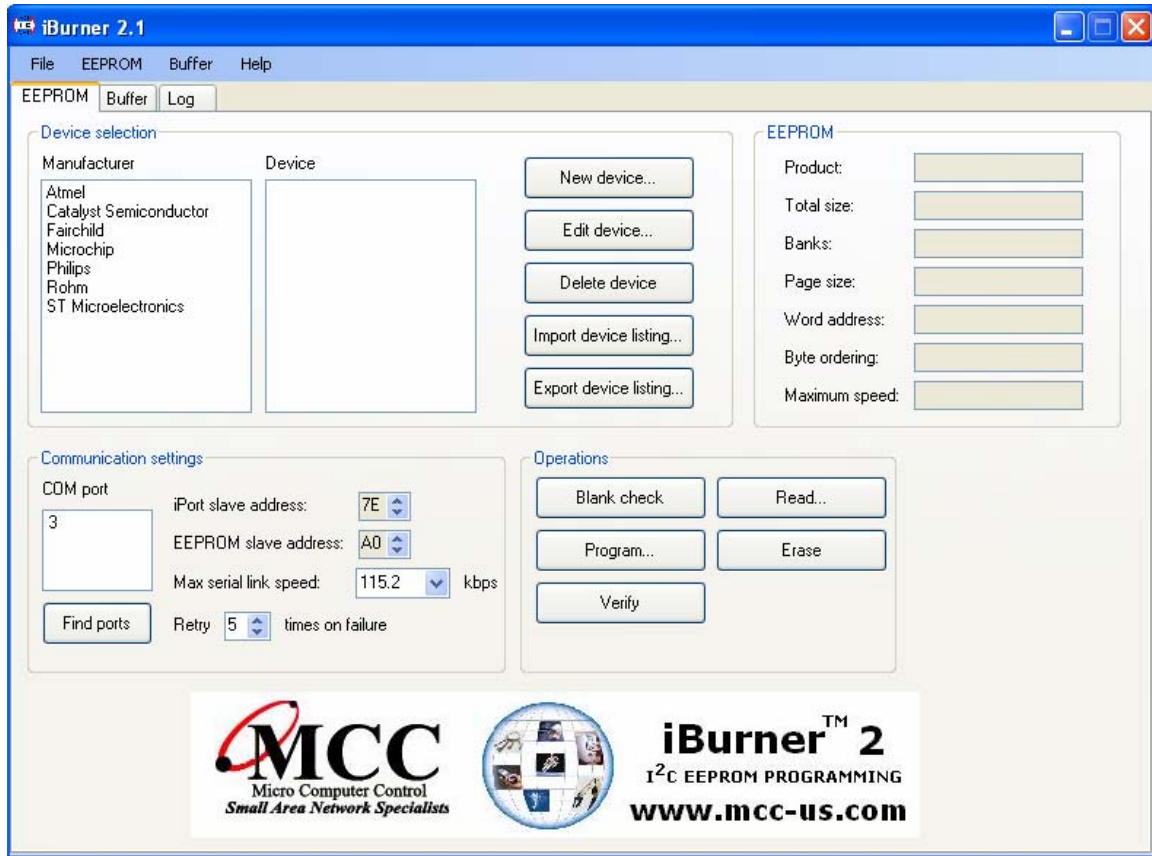 iBurner 2.1
File EEPROM Buffer Help
EEPROM Buffer Log
Device selection
Manufacturer
Atmel
Catalyst Semiconductor
Fairchild
Microchip
Philips
Rohm
ST Microelectronics
Device
New device...
Edit device...
Delete device
Import device listing...
Export device listing...
EEPROM
Product:
Total size:
Banks:
Page size:
Word address:
Byte ordering:
Maximum speed:
Communication settings
COM port
3
Find ports
iPort slave address: 7E
EEPROM slave address: A0
Max serial link speed: 115.2 kbps
Retry 5 times on failure
Operations
Blank check Read...
Program... Erase
Verify
MCC
Micro Computer Control
Small Area Network Specialists
iBurner™ 2
I²C EEPROM PROGRAMMING
www.mcc-us.com